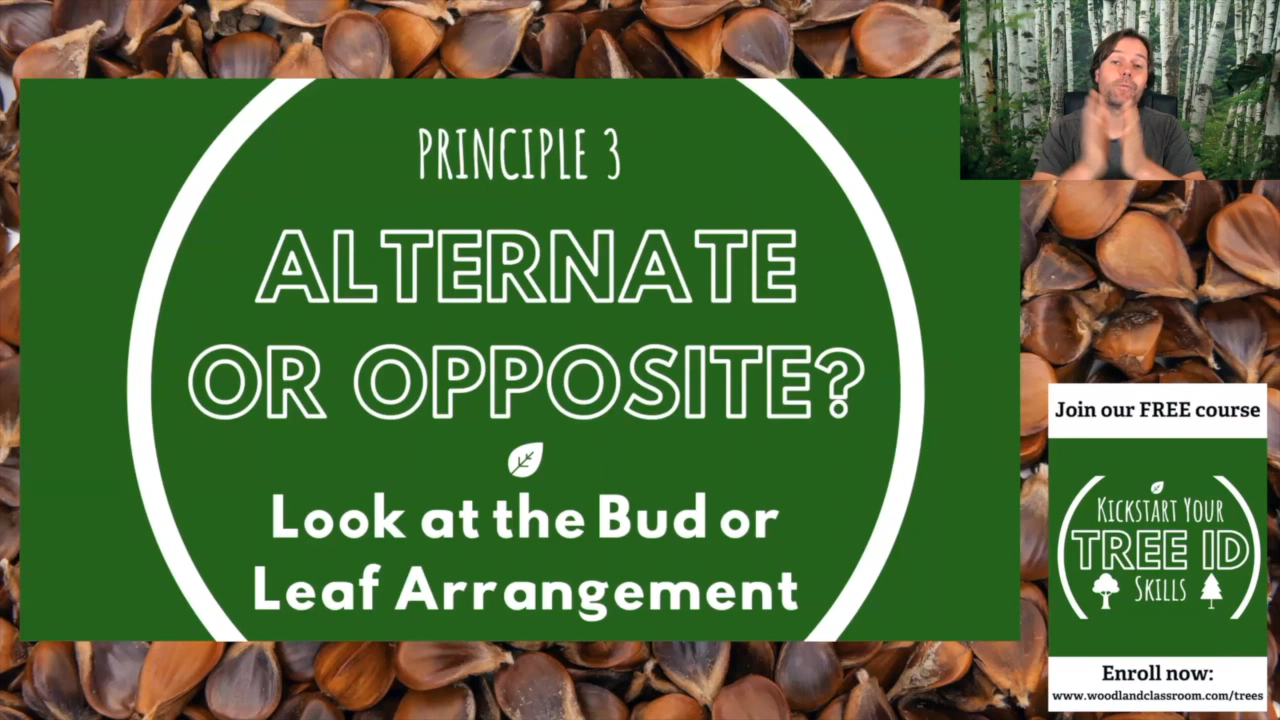 PRINCIPLE 3
ALTERNATE
OR OPPOSITE?
Look at the Bud or
Leaf Arrangement
Join our FREE course
KICKSTART YOUR
TREE ID
SKILLS
Enroll now:
www.woodlandclassroom.com/trees